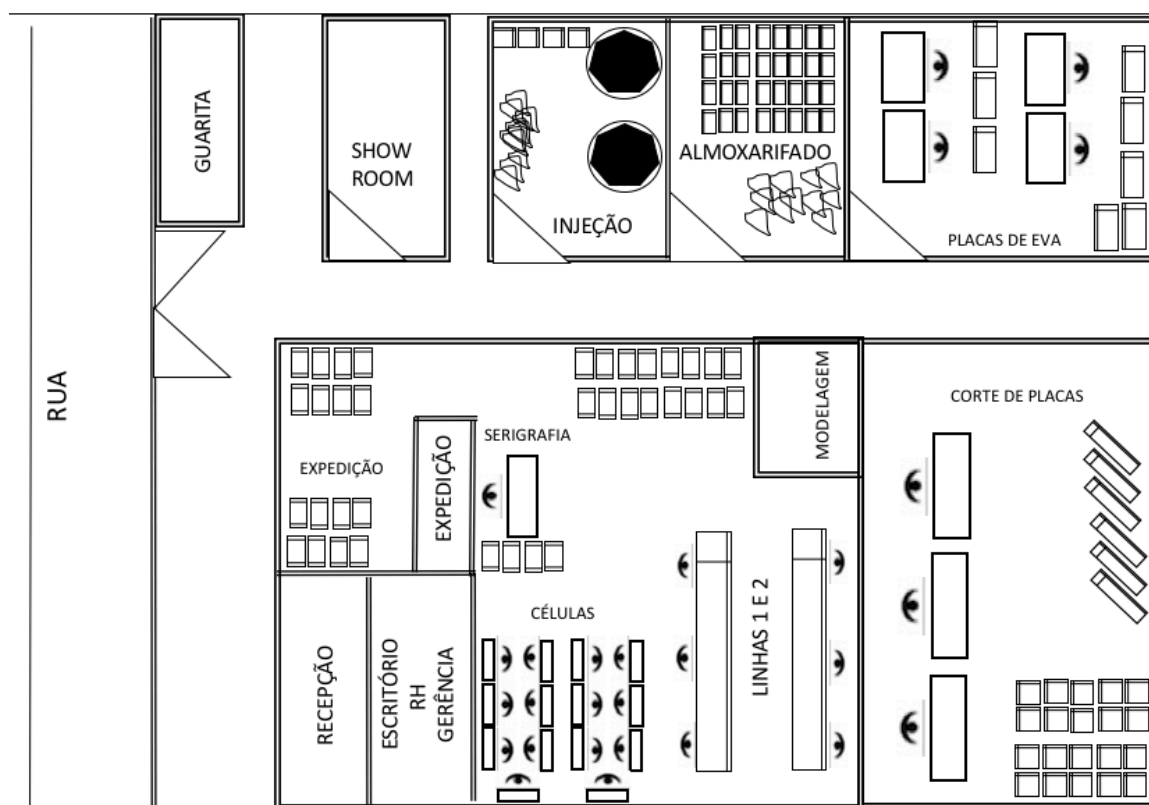 GUARITA
SHOW
ROOM
INJEÇÃO
ALMOXARIFADO
PLACAS DE EVA
RUA
EXPEDIÇÃO
EXPEDIÇÃO
SERIGRAFIA
MODELAGEM
CORTE DE PLACAS
RECEPÇÃO
ESCRITÓRIO
RH
GERÊNCIA
CÉLULAS
LINHAS 1 E 2